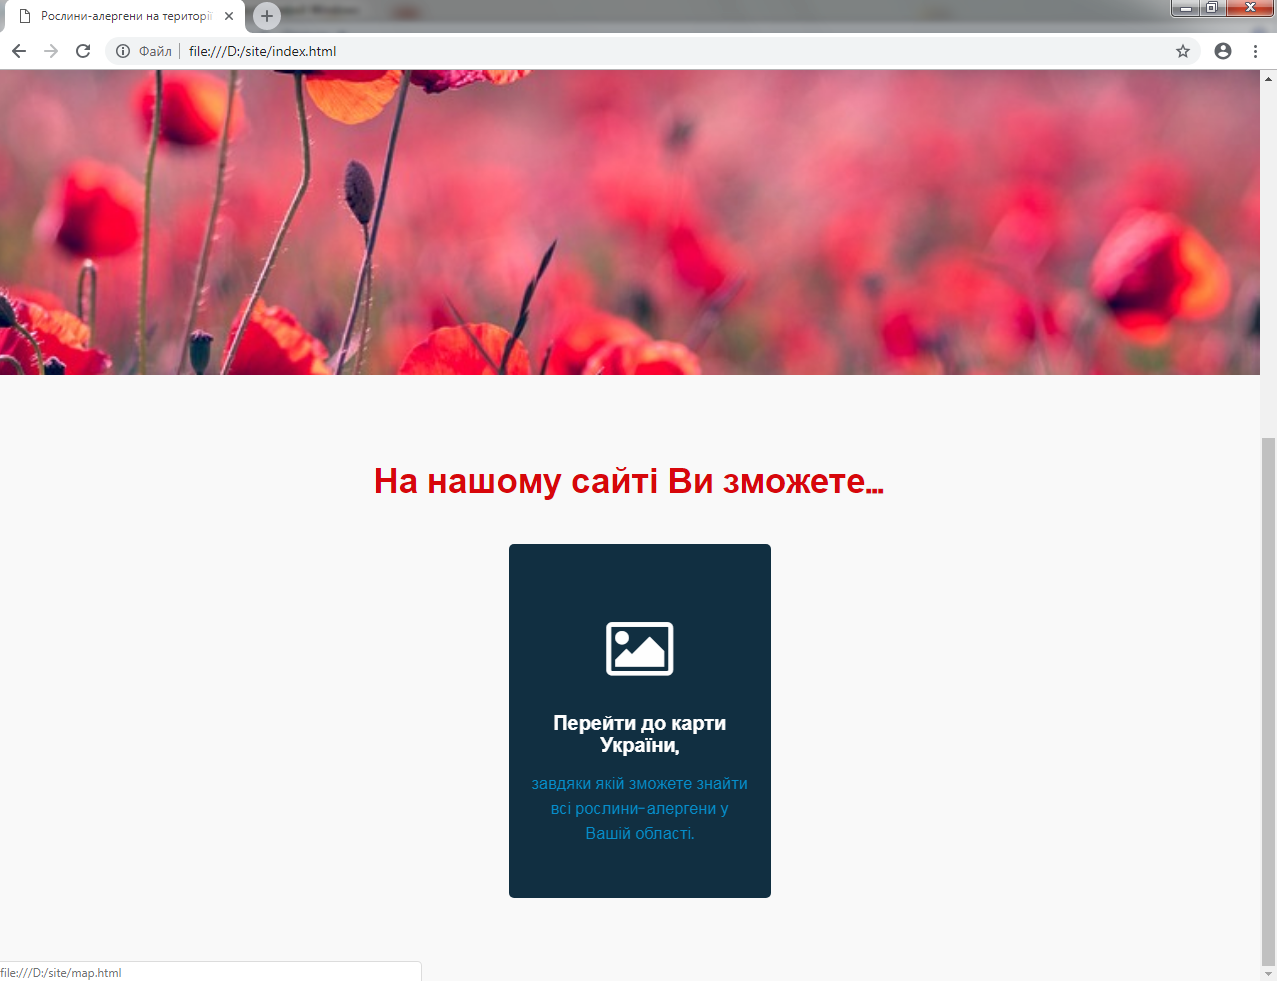 Рослини-алергени на території
Файл
file:///D:/site/index.html
На нашому сайті Ви зможете...
Перейти до карти
України,
завдяки якій зможете знайти
всі рослини-алергени у
Вашій області.
file:///D:/site/map.html